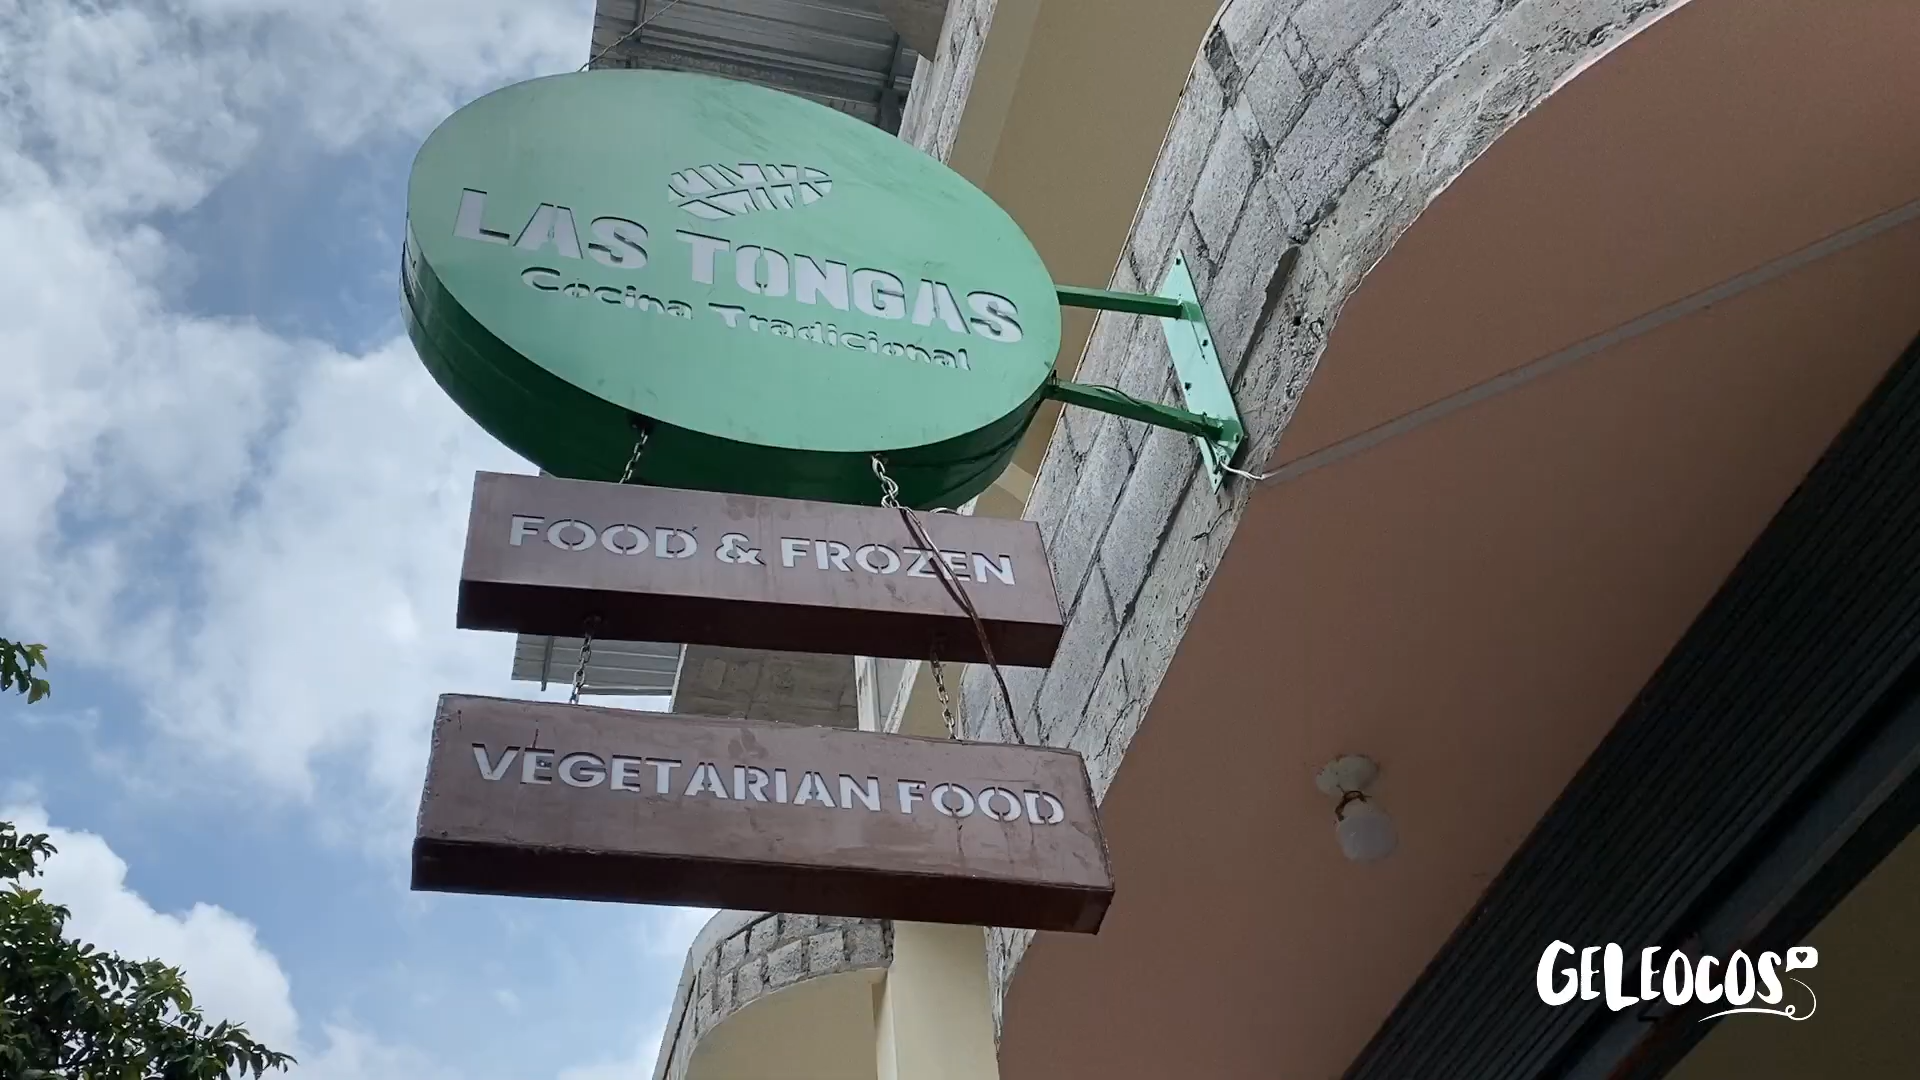 LAS TONGAS
Cocina Tradicional
FOOD & FROZEN
VEGETARIAN FOOD
GELEOCOS